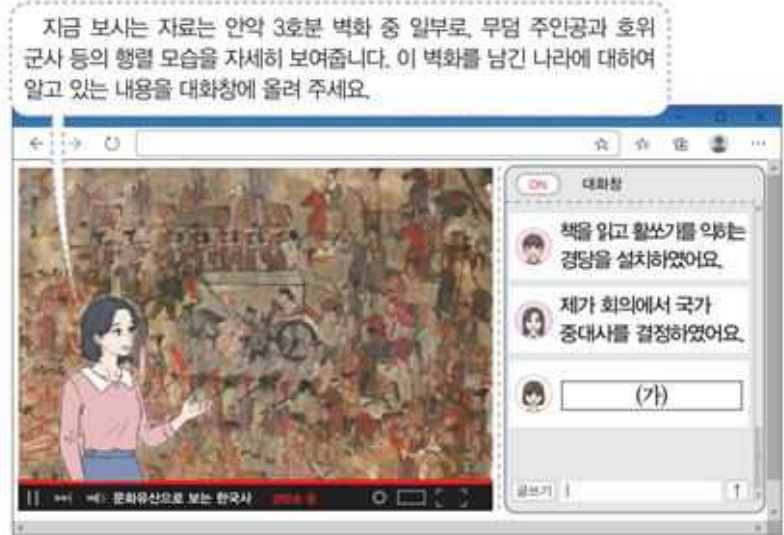 지금 보시는 자료는 안악 3호분 벽화 중 일부로, 무덤 주인공과 호위
군사 등의 행렬 모습을 자세히 보여줍니다. 이 벽화를 남긴 나라에 대하여
알고 있는 내용을 대화창에 올려 주세요.
ON 대화창
책을 읽고 활쏘기를 익히는
경당을 설치하였어요.
제가 회의에서 국가
중대사를 결정하였어요.
(가)
문화유산으로 보는 한국사
글쓰기